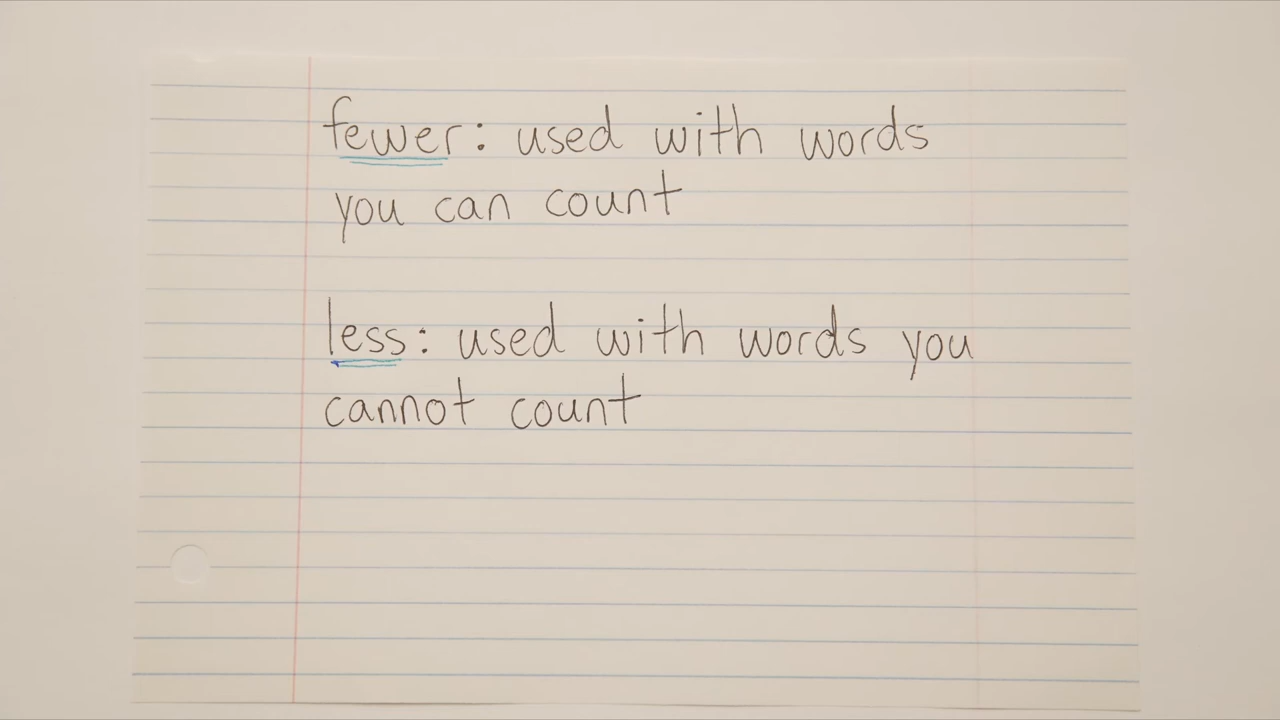 fewer: used with words
you can count
less: used with words you
cannot count